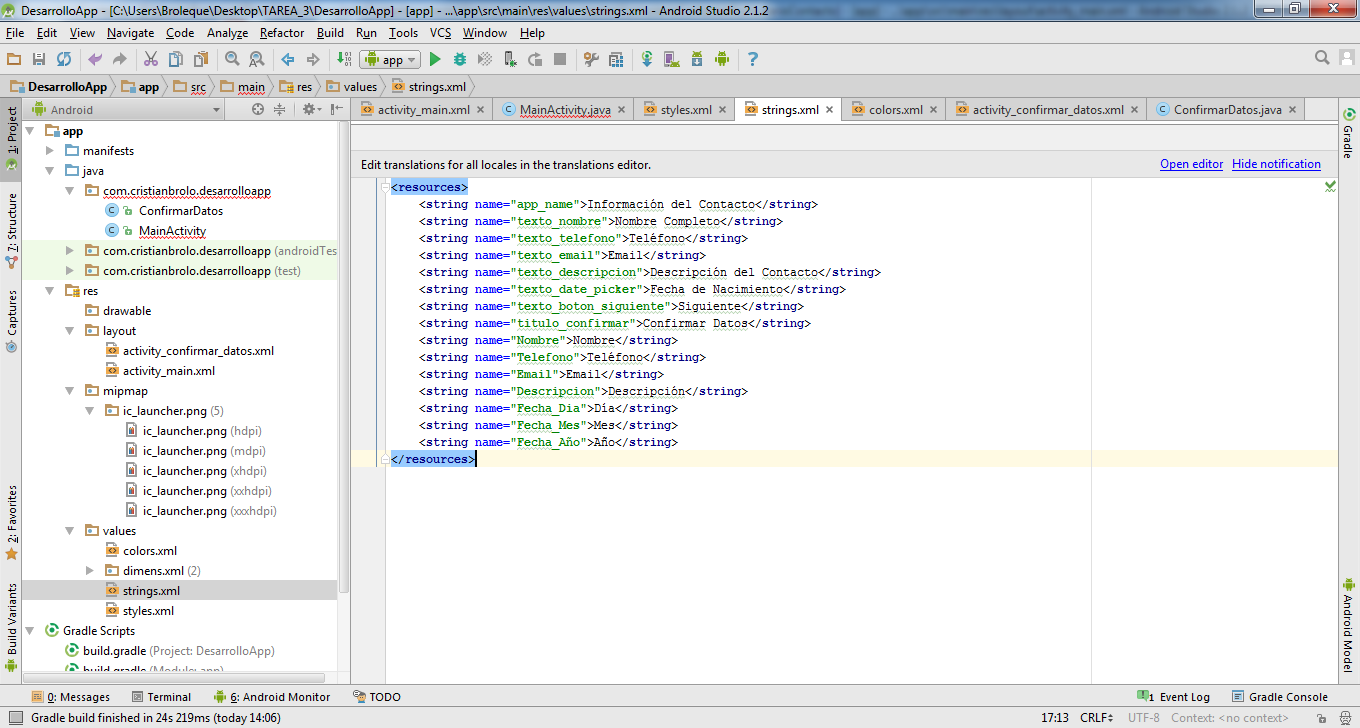 DesarrolloApp - [C:\Users\Broleque\Desktop\TAREA_3\DesarrolloApp] - [app] - ...\app\src\main\res\values\strings.xml - Android Studio 2.1.2
File Edit View Navigate Code Analyze Refactor Build Run Tools VCS Window Help
app
DesarrolloApp app src main res values strings.xml
Android
activity_main.xml MainActivity.java styles.xml strings.xml colors.xml activity_confirmar_datos.xml ConfirmarDatos.java
1: Project
7: Structure
Captures
2: Favorites
Build Variants
app
manifests
java
com.cristianbrolo.desarrolloapp
ConfirmarDatos
MainActivity
com.cristianbrolo.desarrolloapp (androidTes
com.cristianbrolo.desarrolloapp (test)
res
drawable
layout
activity_confirmar_datos.xml
activity_main.xml
mipmap
ic_launcher.png (5)
ic_launcher.png (hdpi)
ic_launcher.png (mdpi)
ic_launcher.png (xhdpi)
ic_launcher.png (xxhdpi)
ic_launcher.png (xxxhdpi)
values
colors.xml
dimens.xml (2)
strings.xml
styles.xml
Gradle Scripts
build.gradle (Project: DesarrolloApp)
build.gradle (Module: app)
Edit translations for all locales in the translations editor. Open editor Hide notification
<resources>
<string name="app_name">Información del Contacto</string>
<string name="texto_nombre">Nombre Completo</string>
<string name="texto_telefono">Teléfono</string>
<string name="texto_email">Email</string>
<string name="texto_descripcion">Descripción del Contacto</string>
<string name="texto_date_picker">Fecha de Nacimiento</string>
<string name="texto_boton_siguiente">Siguiente</string>
<string name="titulo_confirmar">Confirmar Datos</string>
<string name="Nombre">Nombre</string>
<string name="Telefono">Teléfono</string>
<string name="Email">Email</string>
<string name="Descripcion">Descripción</string>
<string name="Fecha_Dia">Día</string>
<string name="Fecha_Mes">Mes</string>
<string name="Fecha_Año">Año</string>
</resources>
Gradle
Android Model
0: Messages Terminal 6: Android Monitor TODO 1 Event Log Gradle Console
Gradle build finished in 24s 219ms (today 14:06) 17:13 CRLF UTF-8 Context: <no context>